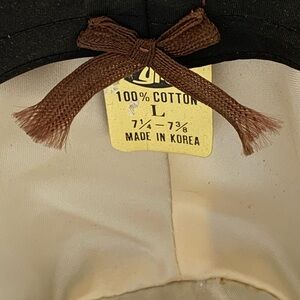 100% COTTON
L
7¼ - 7⅜
MADE IN KOREA